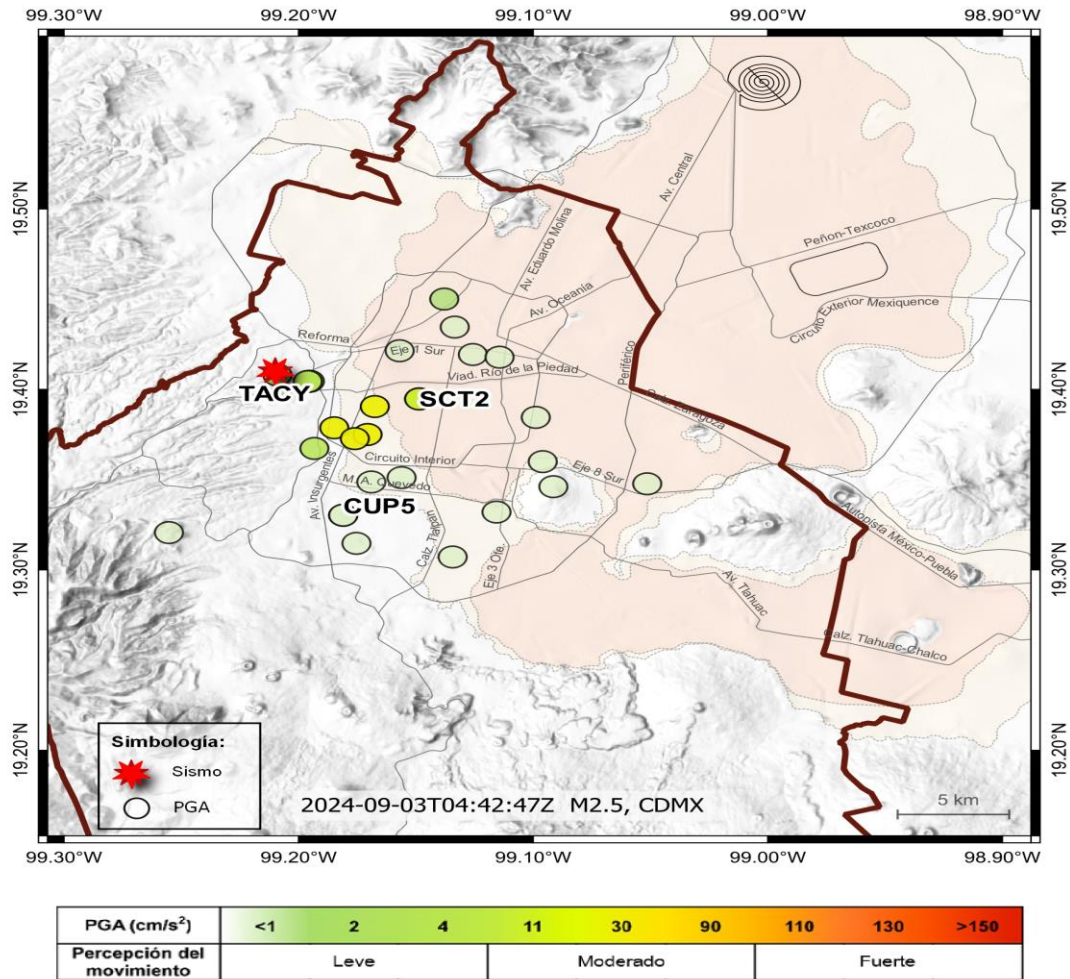 99.30°W 99.20°W 99.10°W 99.00°W 98.90°W
19.50°N
19.40°N
19.30°N
19.20°N
19.50°N
19.40°N
19.30°N
19.20°N
Av. Central
Av. Eduardo Molina
Peñon-Texcoco
Av. Oceanía
Circuito Exterior Mexiquence
Reforma
Eje 1 Sur
Viad. Río de la Piedad
Periférico
Zaragoza
TACY
SCT2
Circuito Interior
Eje 8 Sur
Av. Insurgentes
M. A. Quevedo
CUP5
Calz. Tlalpan
Eje 3 Ote.
Autopista México-Puebla
Av. Tlahuac
Calz. Tlahuac-Chalco
Simbología:
Sismo
PGA
2024-09-03T04:42:47Z M2.5, CDMX
5 km
99.30°W 99.20°W 99.10°W 99.00°W 98.90°W
PGA (cm/s²) <1 2 4 11 30 90 110 130 >150
Percepción del
movimiento
Leve Moderado Fuerte